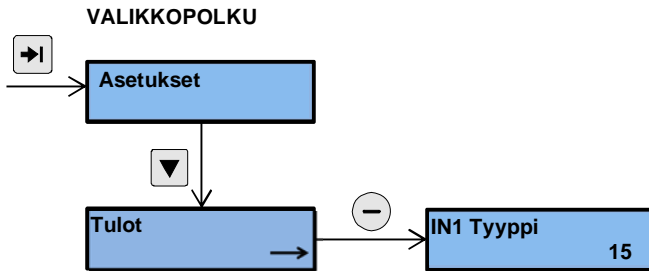 VALIKKOPOLKU
Asetukset
Tulot
IN1 Tyyppi
15